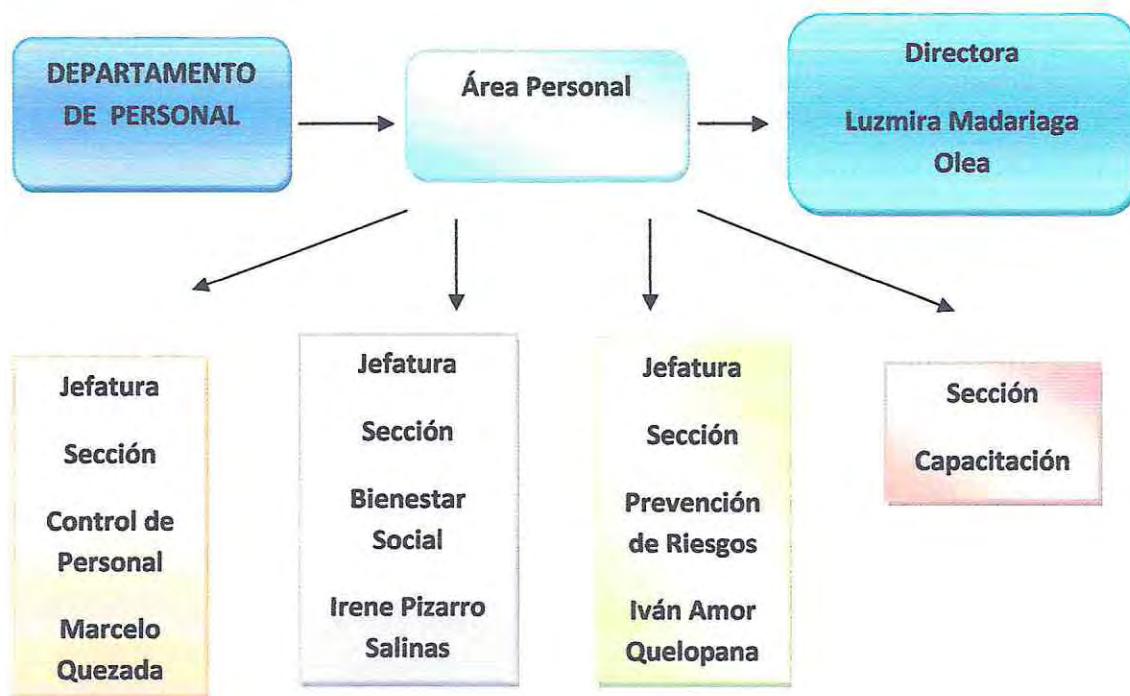 DEPARTAMENTO
DE PERSONAL
Área Personal
Directora
Luzmira Madariaga
Olea
Jefatura
Sección
Control de
Personal
Marcelo
Quezada
Jefatura
Sección
Bienestar
Social
Irene Pizarro
Salinas
Jefatura
Sección
Prevención
de Riesgos
Iván Amor
Quelopana
Sección
Capacitación